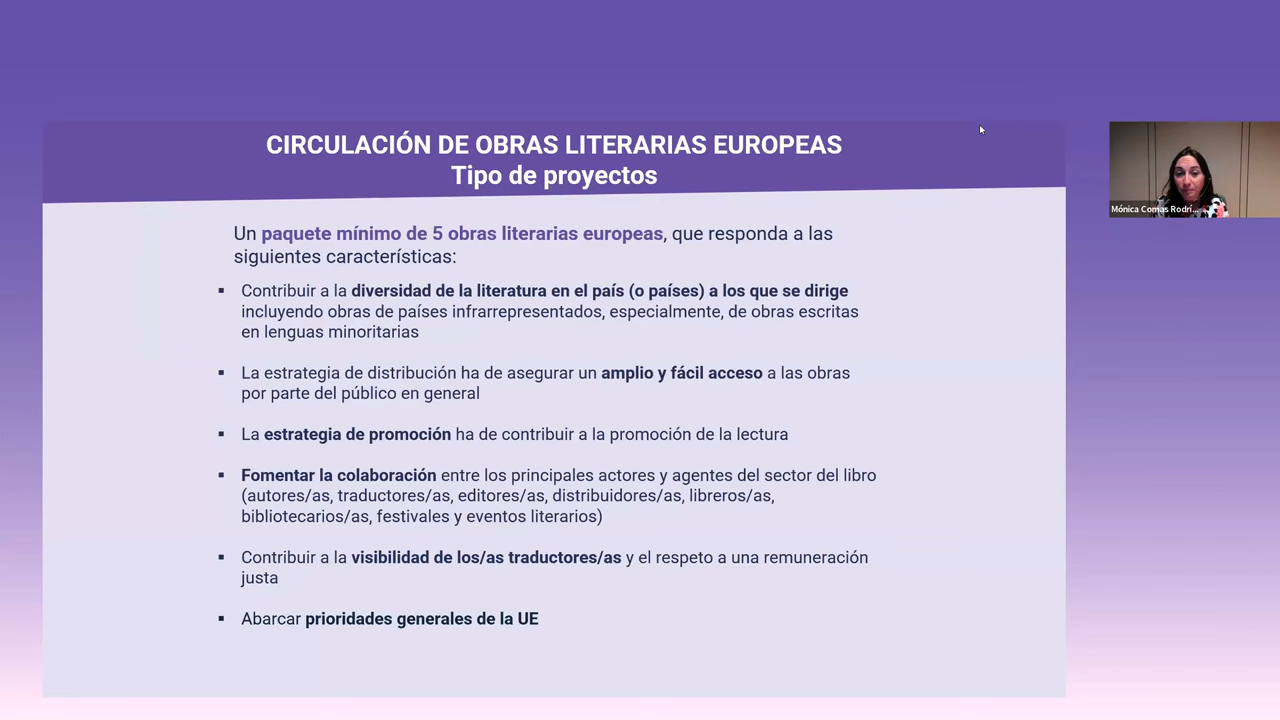 CIRCULACIÓN DE OBRAS LITERARIAS EUROPEAS
Tipo de proyectos
Un paquete mínimo de 5 obras literarias europeas, que responda a las
siguientes características:
▪ Contribuir a la diversidad de la literatura en el país (o países) a los que se dirige
incluyendo obras de países infrarrepresentados, especialmente, de obras escritas
en lenguas minoritarias
▪ La estrategia de distribución ha de asegurar un amplio y fácil acceso a las obras
por parte del público en general
▪ La estrategia de promoción ha de contribuir a la promoción de la lectura
▪ Fomentar la colaboración entre los principales actores y agentes del sector del libro
(autores/as, traductores/as, editores/as, distribuidores/as, libreros/as,
bibliotecarios/as, festivales y eventos literarios)
▪ Contribuir a la visibilidad de los/as traductores/as y el respeto a una remuneración
justa
▪ Abarcar prioridades generales de la UE
Mónica Comas Rodrí...